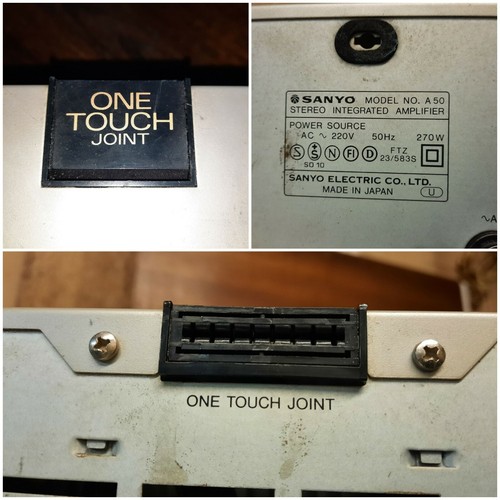 ONE
TOUCH
JOINT
SANYO MODEL NO. A50
STEREO INTEGRATED AMPLIFIER
POWER SOURCE
AC ~ 220V 50Hz 270W
S S N FI D FTZ
SD 10 23/583S
SANYO ELECTRIC CO., LTD.
MADE IN JAPAN U
~A
ONE TOUCH JOINT